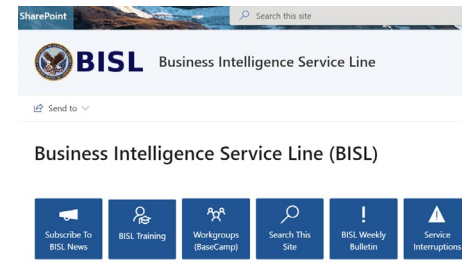 SharePoint
Search this site
BISL Business Intelligence Service Line
Send to
Business Intelligence Service Line (BISL)
Subscribe To
BISL News
BISL Training
Workgroups
(BaseCamp)
Search This
Site
BISL Weekly
Bulletin
Service
Interruptions